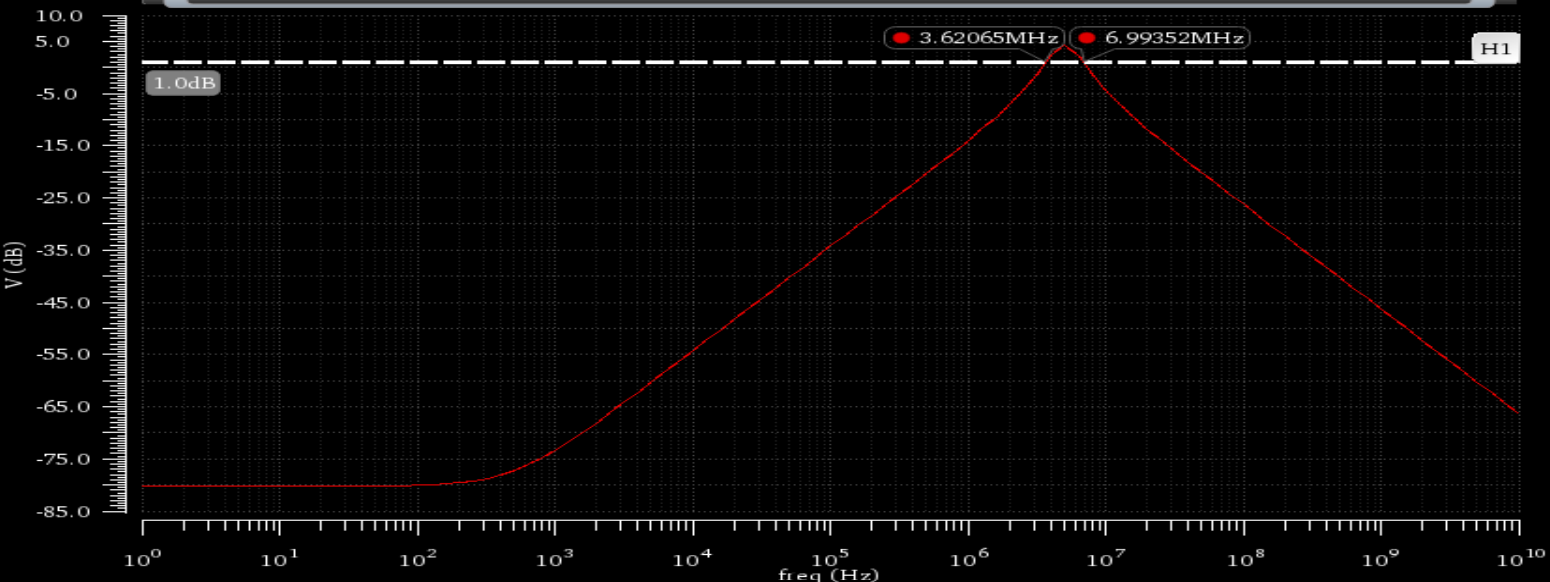 10.0
3.62065MHz 6.99352MHz
5.0
H1
1.0dB
-5.0
-15.0
-25.0
-35.0
V (dB)
-45.0
-55.0
-65.0
-75.0
-85.0
10⁰ 10¹ 10² 10³ 10⁴ 10⁵ 10⁶ 10⁷ 10⁸ 10⁹ 10¹⁰
freq (Hz)